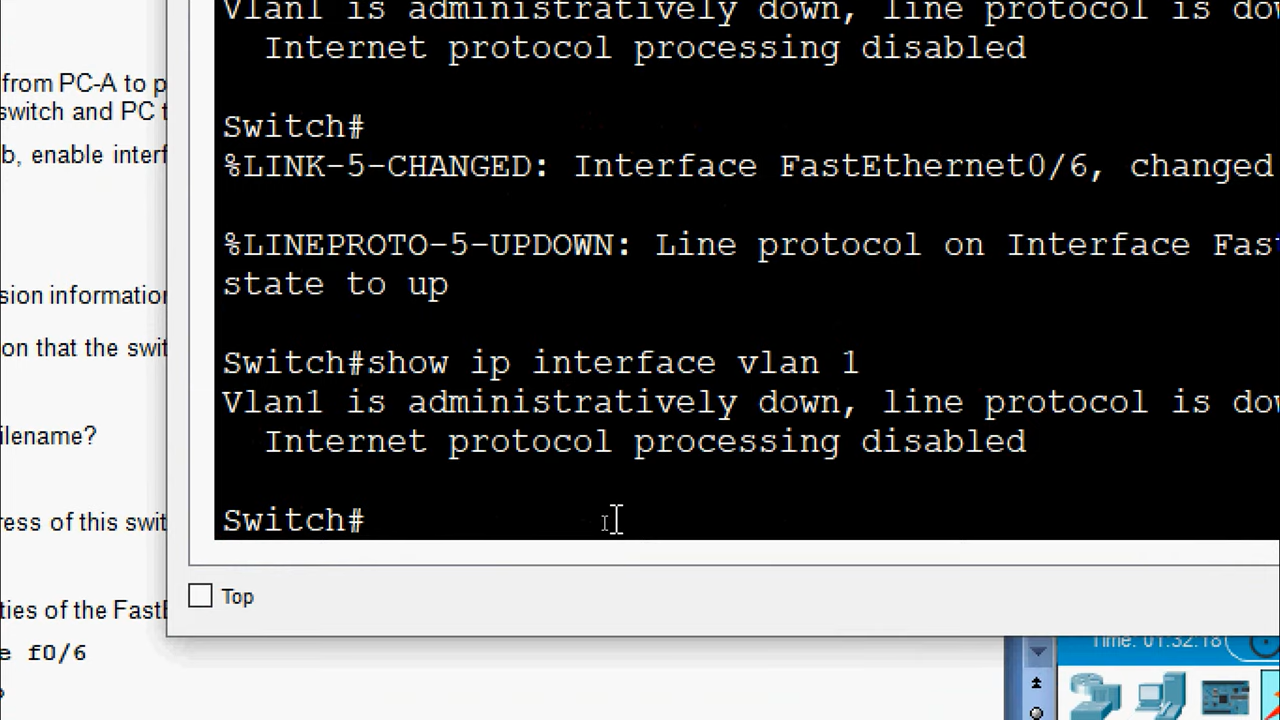 Vlan1 is administratively down, line protocol is do
Internet protocol processing disabled
from PC-A to p
switch and PC t
Switch#
b, enable interf
%LINK-5-CHANGED: Interface FastEthernet0/6, changed
%LINEPROTO-5-UPDOWN: Line protocol on Interface Fas
state to up
sion information
on that the swit
Switch#show ip interface vlan 1
Vlan1 is administratively down, line protocol is do
Internet protocol processing disabled
ilename?
ress of this swit
Switch#
Top
ties of the FastE
e f0/6
Time: 01:32:18